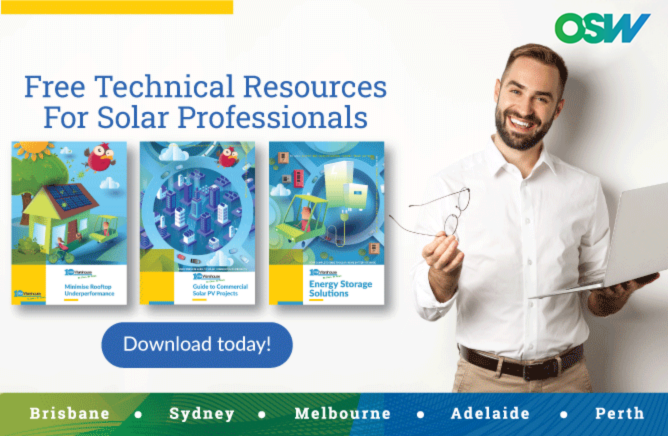 OSW
Free Technical Resources
For Solar Professionals
Minimise Rooftop
Underperformance
Guide to Commercial
Solar PV Projects
Energy Storage
Solutions
Download today!
Brisbane • Sydney • Melbourne • Adelaide • Perth